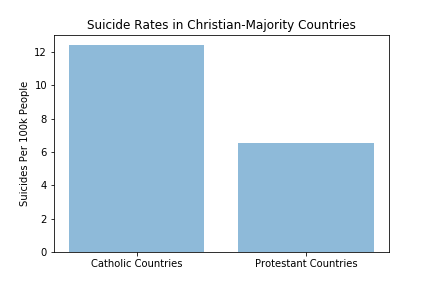 Suicide Rates in Christian-Majority Countries
Suicides Per 100k People
12
10
8
6
4
2
0
Catholic Countries
Protestant Countries